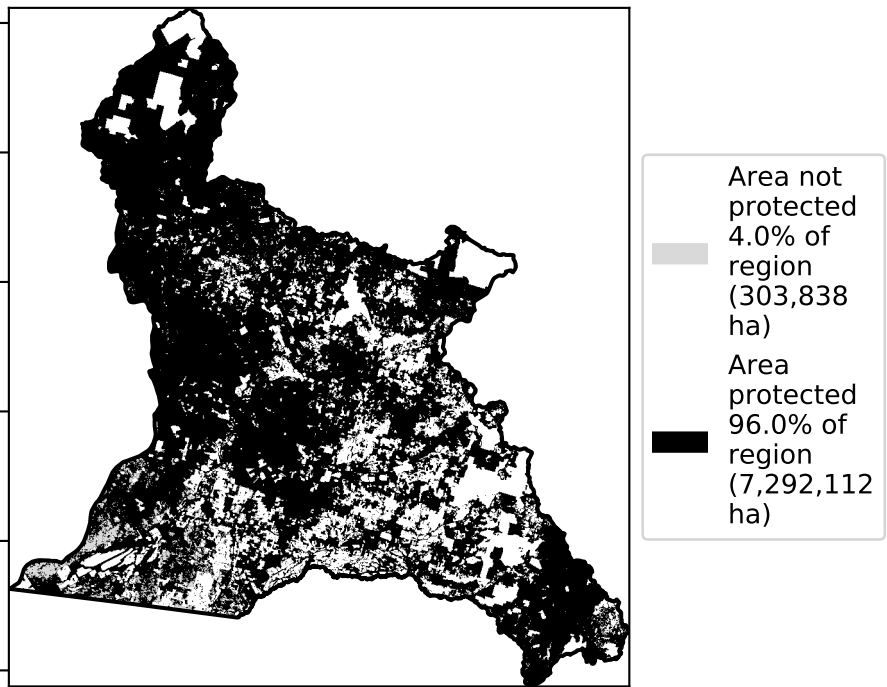 Area not
protected
4.0% of
region
(303,838
ha)
Area
protected
96.0% of
region
(7,292,112
ha)